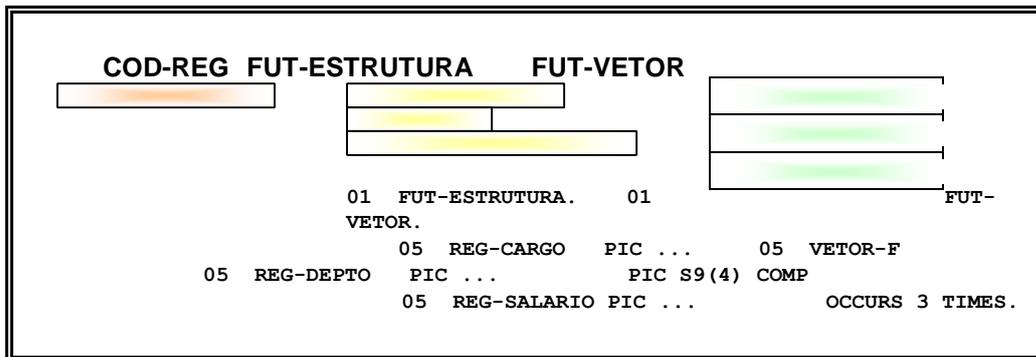 COD-REG FUT-ESTRUTURA FUT-VETOR
01 FUT-ESTRUTURA. 01 FUT-
VETOR.
05 REG-CARGO PIC ... 05 VETOR-F
05 REG-DEPTO PIC ... PIC S9(4) COMP
05 REG-SALARIO PIC ... OCCURS 3 TIMES.